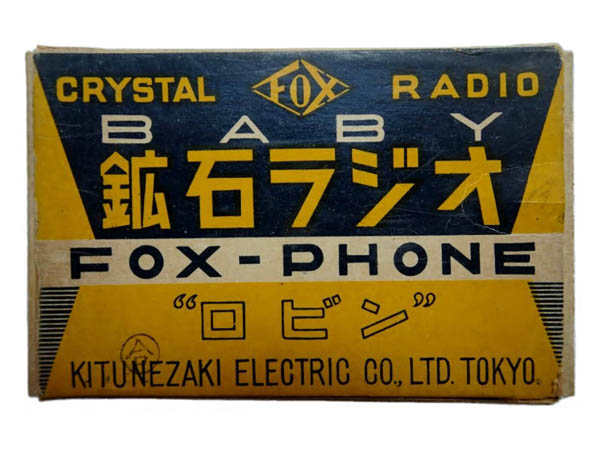 CRYSTAL FOX RADIO
BABY
鉱石ラジオ
FOX-PHONE
“ロビン”
KITUNEZAKI ELECTRIC CO., LTD. TOKYO.